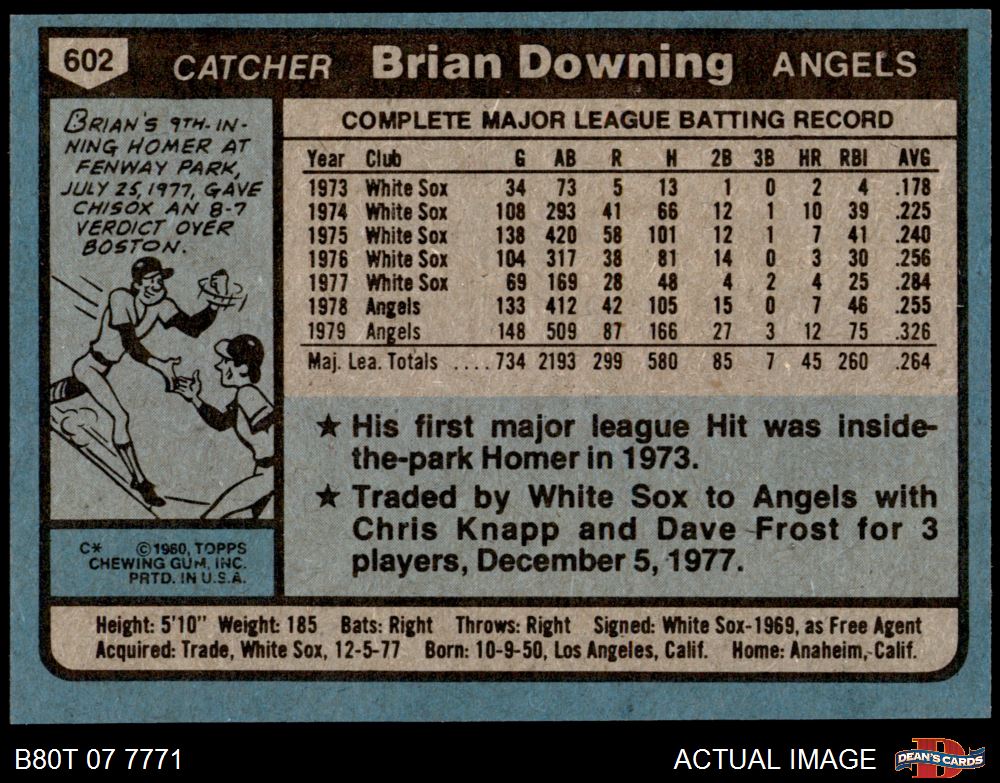 602 CATCHER Brian Downing ANGELS
BRIAN'S 9TH-IN-
NING HOMER AT
FENWAY PARK,
JULY 25, 1977, GAVE
CHISOX AN 8-7
VERDICT OVER
BOSTON.
C* ©1980, TOPPS
CHEWING GUM, INC.
PRTD. IN U.S.A.
COMPLETE MAJOR LEAGUE BATTING RECORD
Year Club G AB R H 2B 3B HR RBI AVG
1973 White Sox 34 73 5 13 1 0 2 4 .178
1974 White Sox 108 293 41 66 12 1 10 39 .225
1975 White Sox 138 420 58 101 12 1 7 41 .240
1976 White Sox 104 317 38 81 14 0 3 30 .256
1977 White Sox 69 169 28 48 4 2 4 25 .284
1978 Angels 133 412 42 105 15 0 7 46 .255
1979 Angels 148 509 87 166 27 3 12 75 .326
Maj. Lea. Totals ....734 2193 299 580 85 7 45 260 .264
★ His first major league Hit was inside-
the-park Homer in 1973.
★ Traded by White Sox to Angels with
Chris Knapp and Dave Frost for 3
players, December 5, 1977.
Height: 5'10" Weight: 185 Bats: Right Throws: Right Signed: White Sox-1969, as Free Agent
Acquired: Trade, White Sox, 12-5-77 Born: 10-9-50, Los Angeles, Calif. Home: Anaheim, Calif.
B80T 07 7771 ACTUAL IMAGE D DEAN'S CARDS